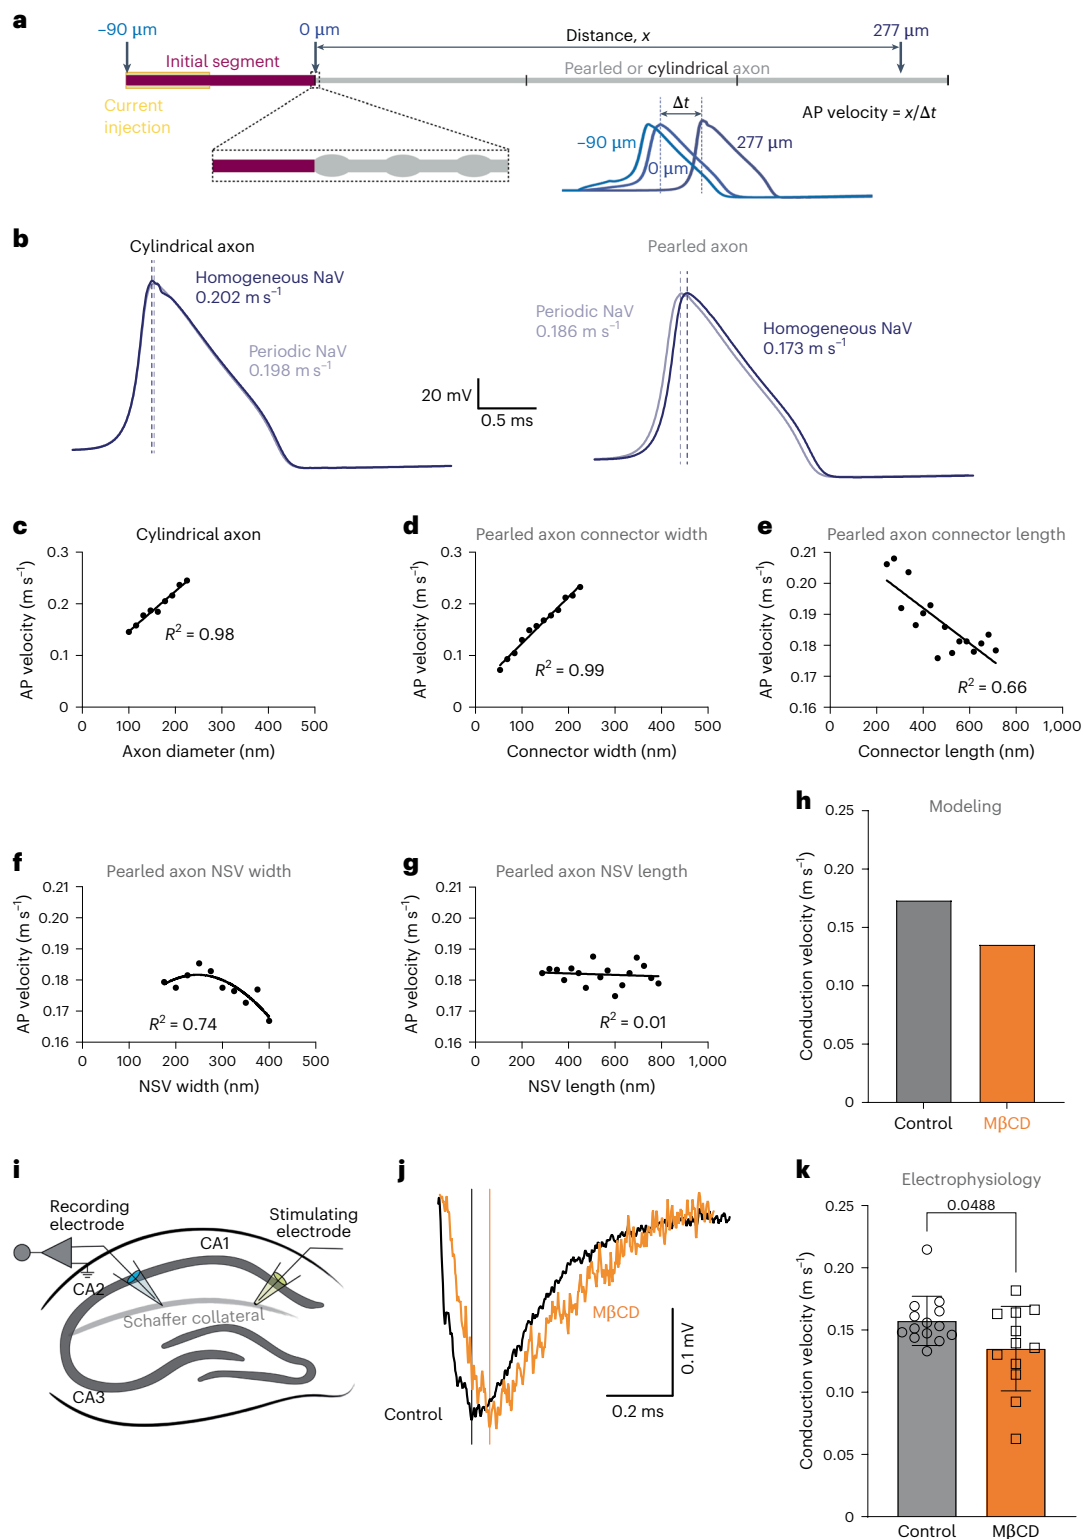 a
–90 µm
0 µm
277 µm
Distance, x
Initial segment
Pearled or cylindrical axon
Current
injection
AP velocity = x/Δt
Δt
–90 µm
0 µm
277 µm
b
Cylindrical axon
Homogeneous NaV
0.202 m s⁻¹
Periodic NaV
0.198 m s⁻¹
20 mV
0.5 ms
Pearled axon
Periodic NaV
0.186 m s⁻¹
Homogeneous NaV
0.173 m s⁻¹
c
Cylindrical axon
AP velocity (m s⁻¹)
0.3
0.2
0.1
0
R² = 0.98
0 100 200 300 400 500
Axon diameter (nm)
d
Pearled axon connector width
AP velocity (m s⁻¹)
0.3
0.2
0.1
0
R² = 0.99
0 100 200 300 400 500
Connector width (nm)
e
Pearled axon connector length
AP velocity (m s⁻¹)
0.21
0.20
0.19
0.18
0.17
0.16
R² = 0.66
0 200 400 600 800 1,000
Connector length (nm)
f
Pearled axon NSV width
AP velocity (m s⁻¹)
0.21
0.20
0.19
0.18
0.17
0.16
R² = 0.74
0 100 200 300 400 500
NSV width (nm)
g
Pearled axon NSV length
AP velocity (m s⁻¹)
0.21
0.20
0.19
0.18
0.17
0.16
R² = 0.01
0 200 400 600 800 1,000
NSV length (nm)
h
Modeling
Conduction velocity (m s⁻¹)
0.25
0.20
0.15
0.10
0.05
0
Control
MβCD
i
Recording
electrode
Stimulating
electrode
CA1
CA2
Schaffer collateral
CA3
j
MβCD
Control
0.1 mV
0.2 ms
k
Electrophysiology
0.0488
Condcuction velocity (m s⁻¹)
0.25
0.20
0.15
0.10
0.05
0
Control
MβCD